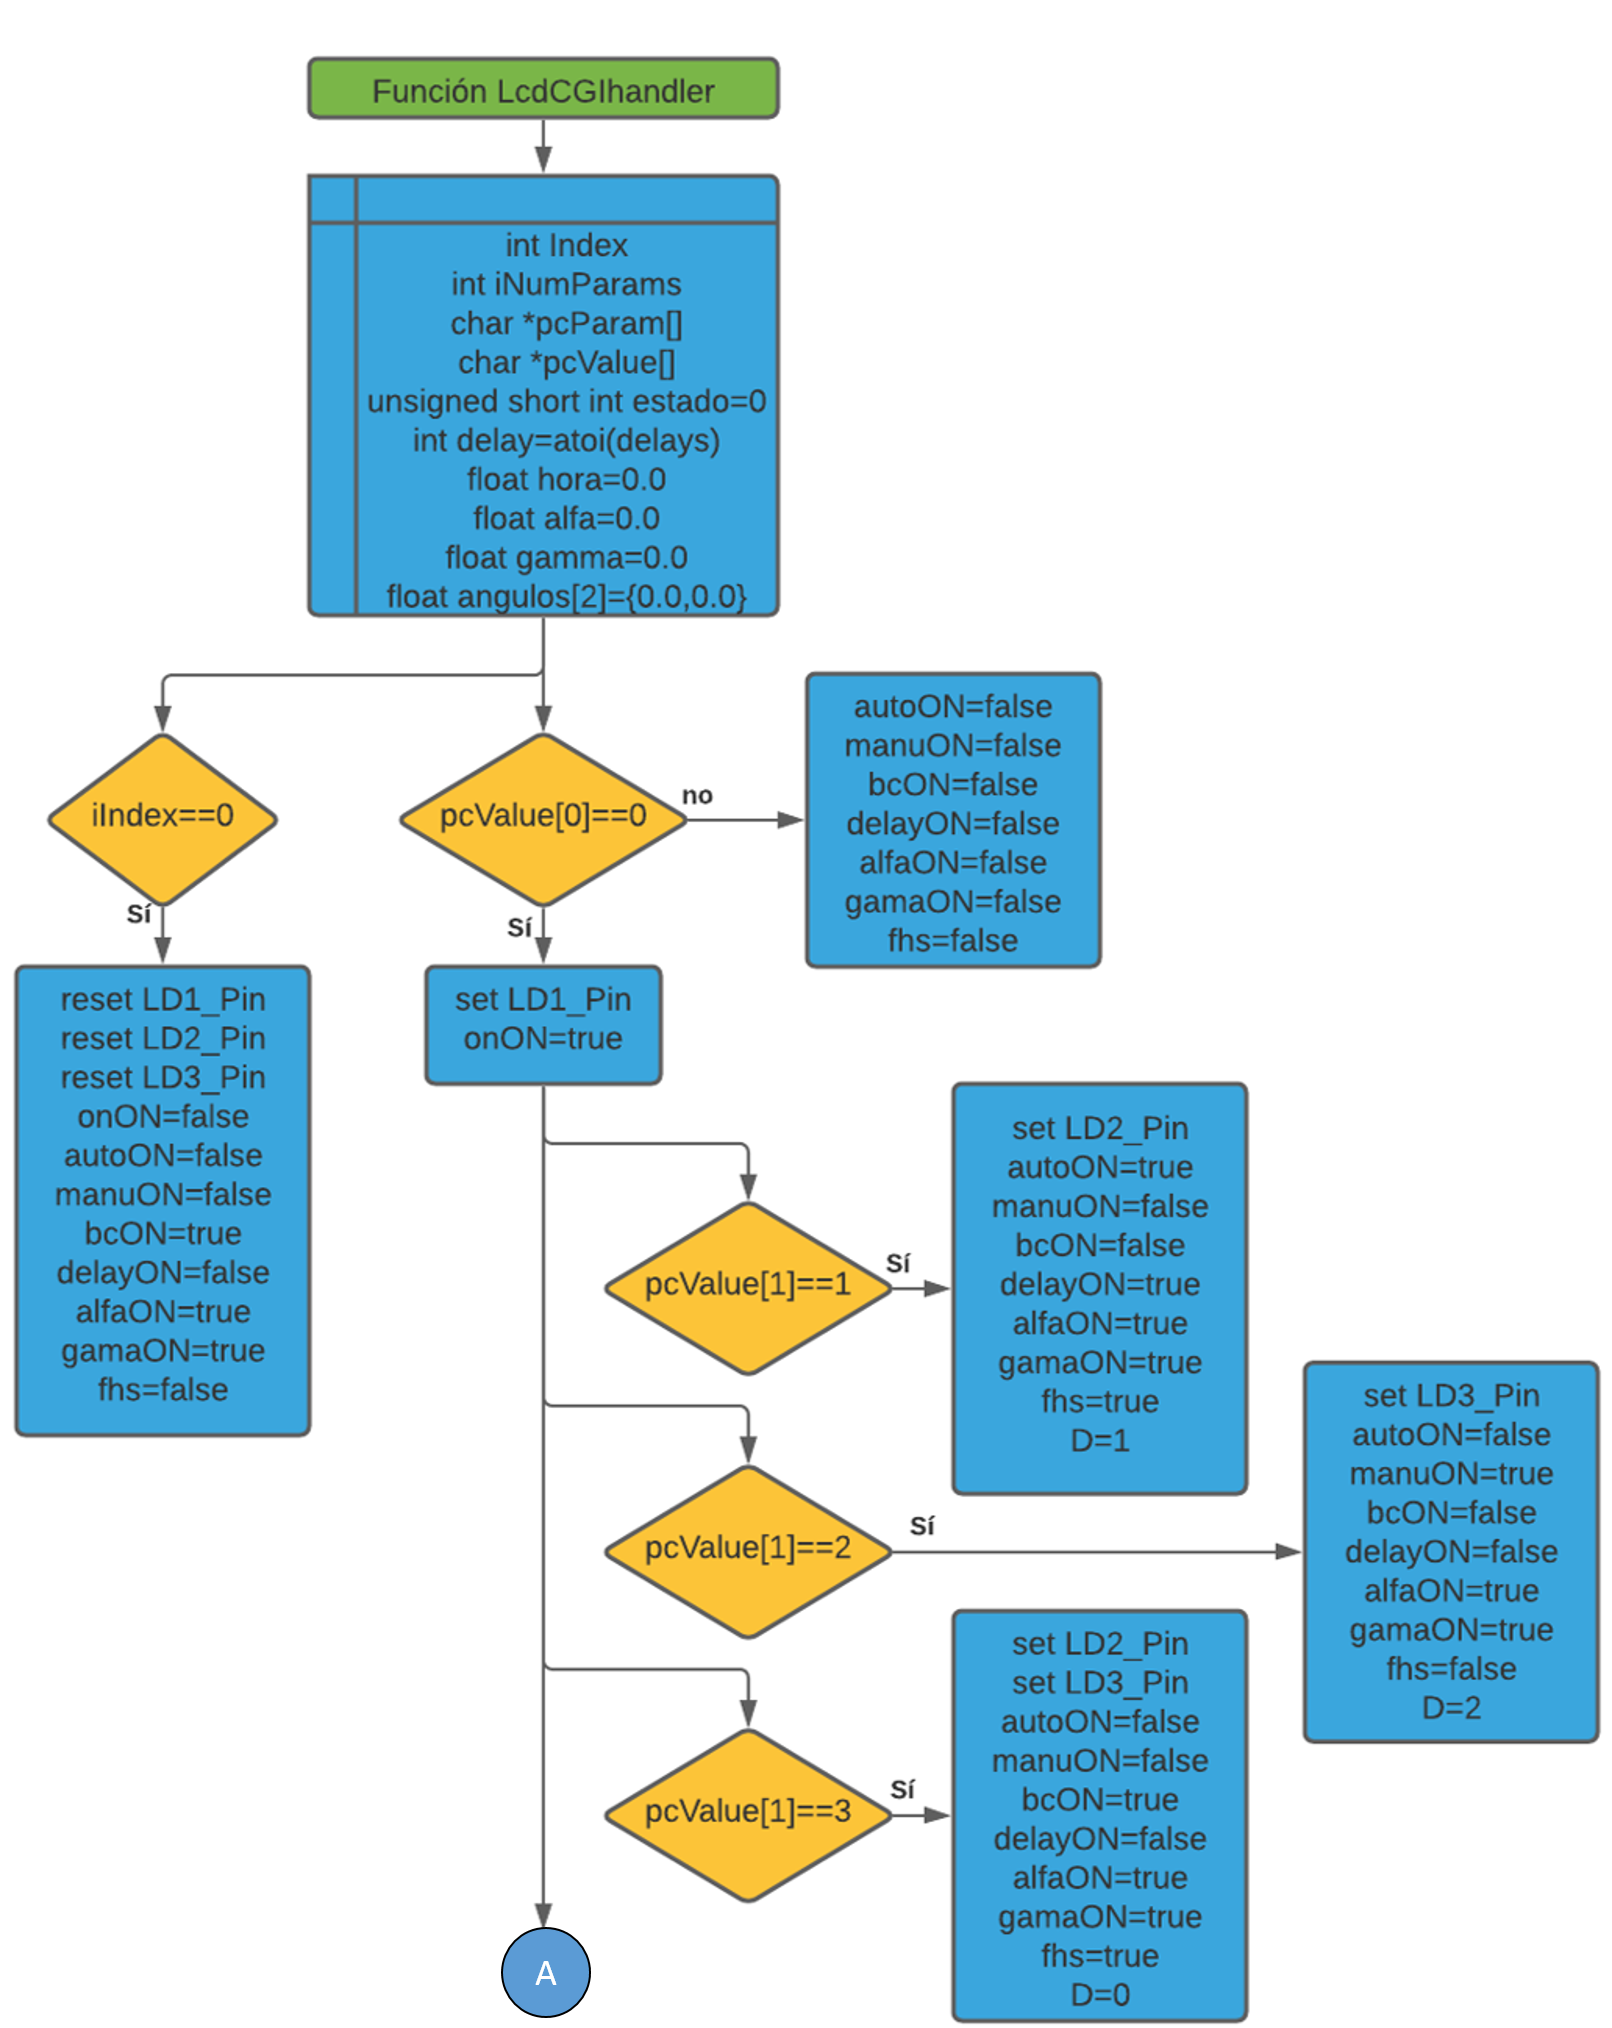 Función LcdCGIhandler
int Index
int iNumParams
char *pcParam[]
char *pcValue[]
unsigned short int estado=0
int delay=atoi(delays)
float hora=0.0
float alfa=0.0
float gamma=0.0
float angulos[2]={0.0,0.0}
iIndex==0
Sí
reset LD1_Pin
reset LD2_Pin
reset LD3_Pin
onON=false
autoON=false
manuON=false
bcON=true
delayON=false
alfaON=true
gamaON=true
fhs=false
pcValue[0]==0
no
autoON=false
manuON=false
bcON=false
delayON=false
alfaON=false
gamaON=false
fhs=false
Sí
set LD1_Pin
onON=true
pcValue[1]==1
Sí
set LD2_Pin
autoON=true
manuON=false
bcON=false
delayON=true
alfaON=true
gamaON=true
fhs=true
D=1
pcValue[1]==2
Sí
set LD3_Pin
autoON=false
manuON=true
bcON=false
delayON=false
alfaON=true
gamaON=true
fhs=false
D=2
pcValue[1]==3
Sí
set LD2_Pin
set LD3_Pin
autoON=false
manuON=false
bcON=true
delayON=false
alfaON=true
gamaON=true
fhs=true
D=0
A